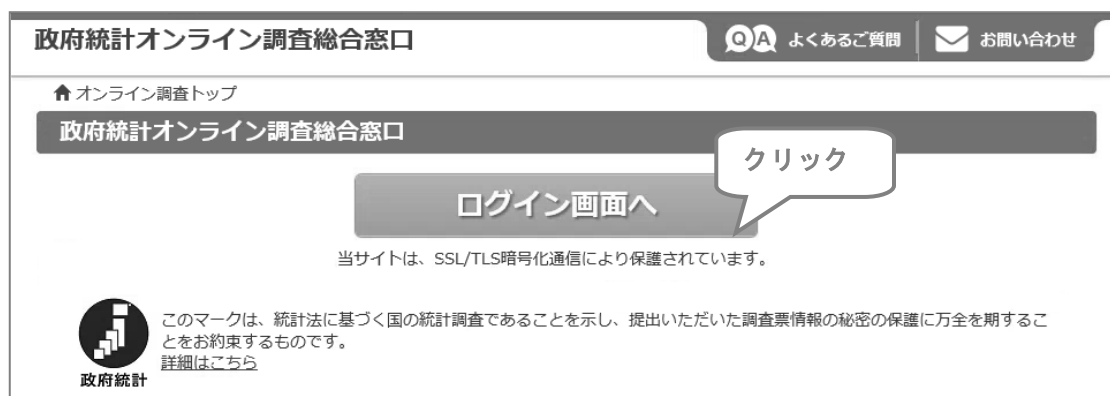 政府統計オンライン調査総合窓口
QA よくあるご質問
お問い合わせ
オンライン調査トップ
政府統計オンライン調査総合窓口
クリック
ログイン画面へ
当サイトは、SSL/TLS暗号化通信により保護されています。
このマークは、統計法に基づく国の統計調査であることを示し、提出いただいた調査票情報の秘密の保護に万全を期するこ
とをお約束するものです。
詳細はこちら
政府統計